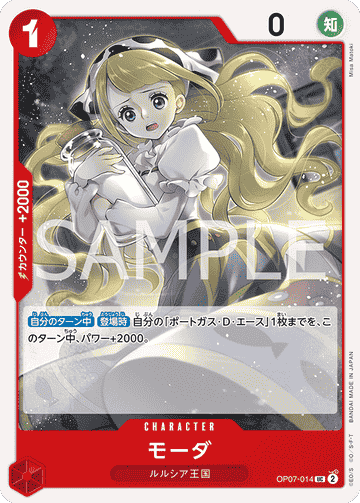 1
0
知
Misa Matoki
カウンター +2000
SAMPLE
自分のターン中 登場時 自分の「ポートガス・D・エース」1枚までを、こ
のターン中、パワー+2000。
CHARACTER
モーダ
ルルシア王国
OP07-014 UC 2
©E.O./S. ©O./S・F・T BANDAI MADE IN JAPAN